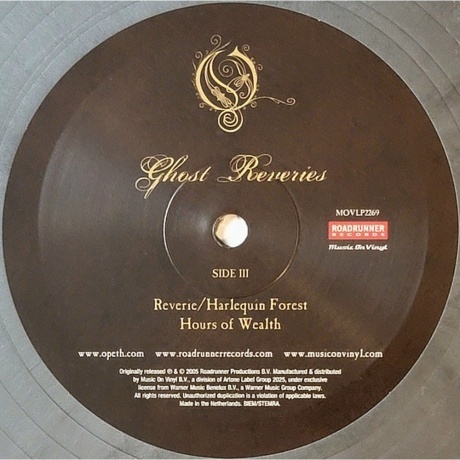 Ghost Reveries
MOVLP2269
ROADRUNNER
RECORDS
Music On Vinyl
SIDE III
Reverie/Harlequin Forest
Hours of Wealth
www.opeth.com www.roadrunnerrecords.com www.musiconvinyl.com
Originally released ℗ & © 2005 Roadrunner Productions B.V. Manufactured & distributed
by Music On Vinyl B.V., a division of Artone Label Group 2025, under exclusive
license from Warner Music Benelux B.V., a Warner Music Group Company.
All rights reserved. Unauthorized duplication is a violation of applicable laws.
Made in the Netherlands. BIEM/STEMRA.